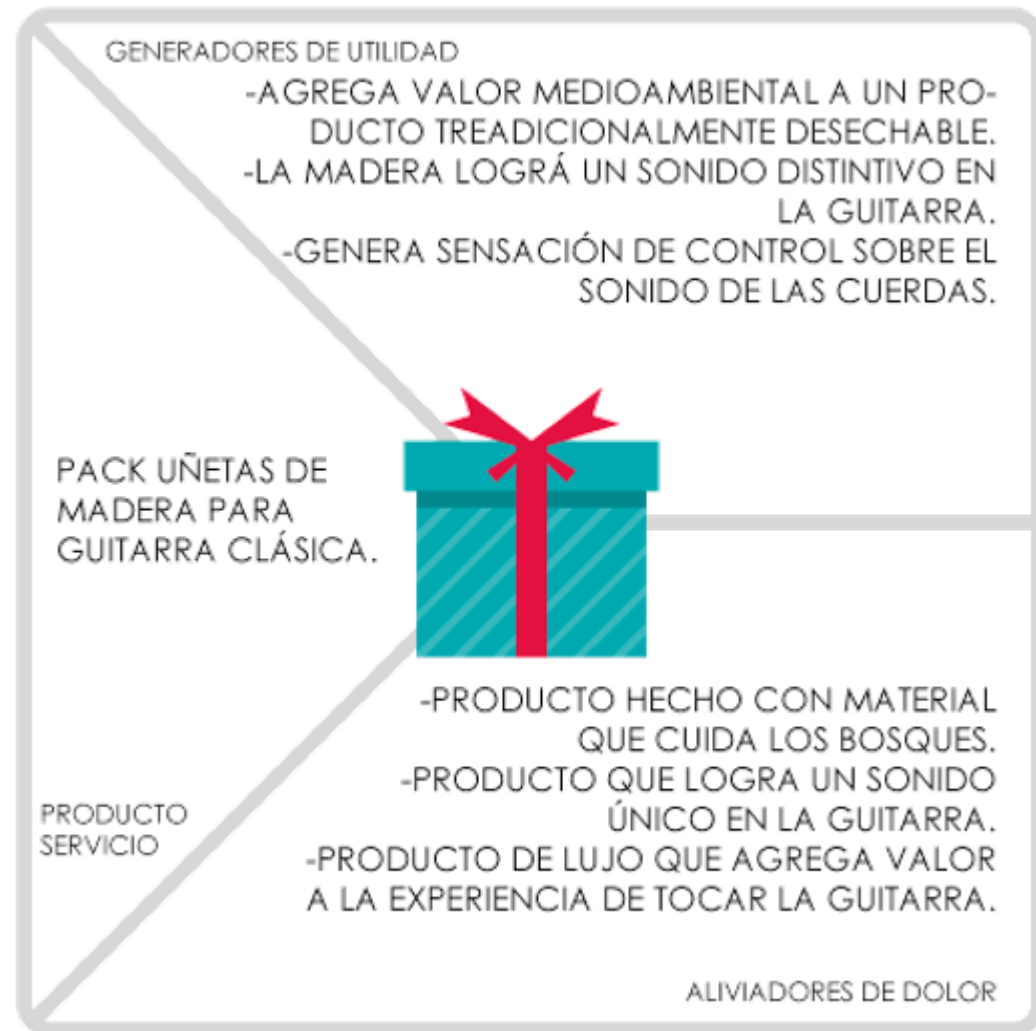 GENERADORES DE UTILIDAD
-AGREGA VALOR MEDIOAMBIENTAL A UN PRO-
DUCTO TREADICIONALMENTE DESECHABLE.
-LA MADERA LOGRÁ UN SONIDO DISTINTIVO EN
LA GUITARRA.
-GENERA SENSACIÓN DE CONTROL SOBRE EL
SONIDO DE LAS CUERDAS.
PACK UÑETAS DE
MADERA PARA
GUITARRA CLÁSICA.
PRODUCTO
SERVICIO
-PRODUCTO HECHO CON MATERIAL
QUE CUIDA LOS BOSQUES.
-PRODUCTO QUE LOGRA UN SONIDO
ÚNICO EN LA GUITARRA.
-PRODUCTO DE LUJO QUE AGREGA VALOR
A LA EXPERIENCIA DE TOCAR LA GUITARRA.
ALIVIADORES DE DOLOR